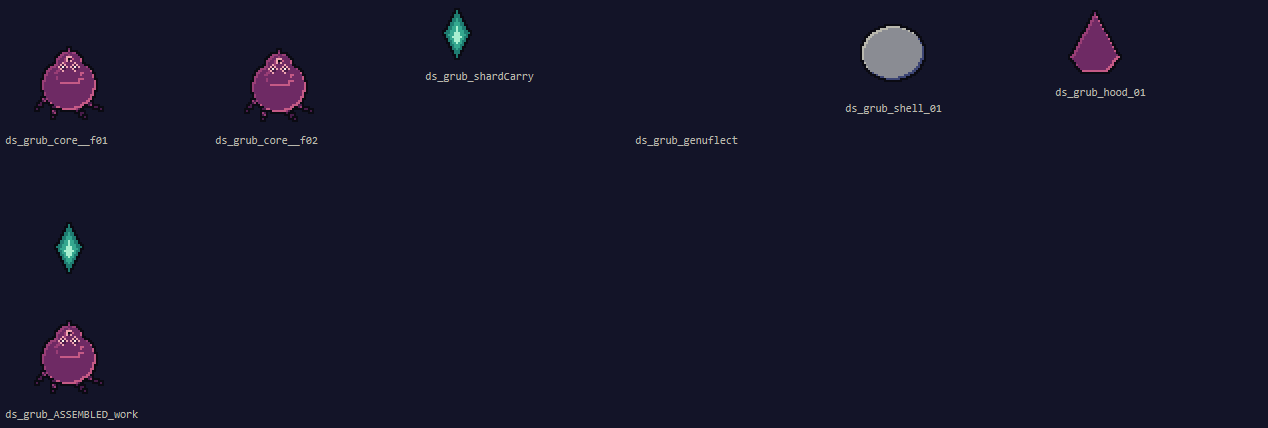 ds_grub_shardCarry
ds_grub_hood_01
ds_grub_shell_01
ds_grub_core__f01
ds_grub_core__f02
ds_grub_genuflect
ds_grub_ASSEMBLED_work